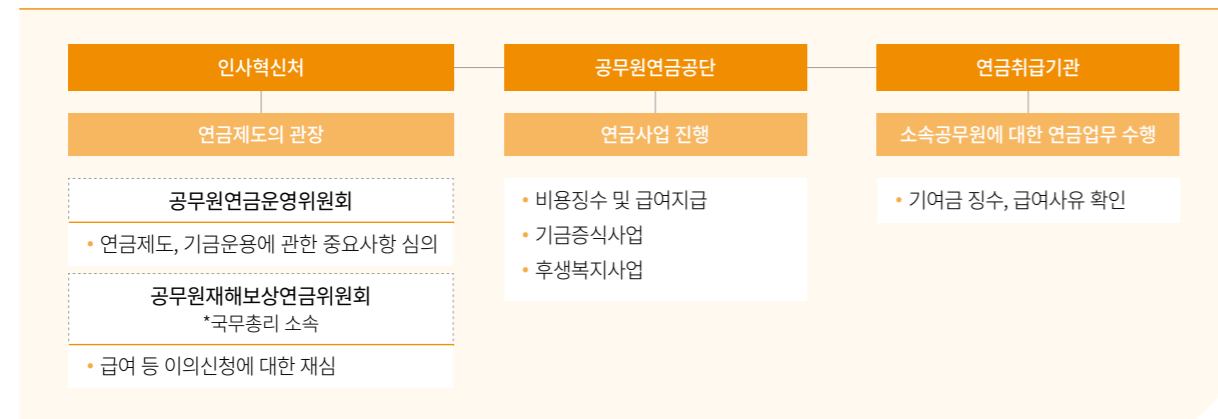 인사혁신처
연금제도의 관장
공무원연금운영위원회
• 연금제도, 기금운용에 관한 중요사항 심의
공무원재해보상연금위원회
*국무총리 소속
• 급여 등 이의신청에 대한 재심
공무원연금공단
연금사업 진행
• 비용징수 및 급여지급
• 기금증식사업
• 후생복지사업
연금취급기관
소속공무원에 대한 연금업무 수행
• 기여금 징수, 급여사유 확인